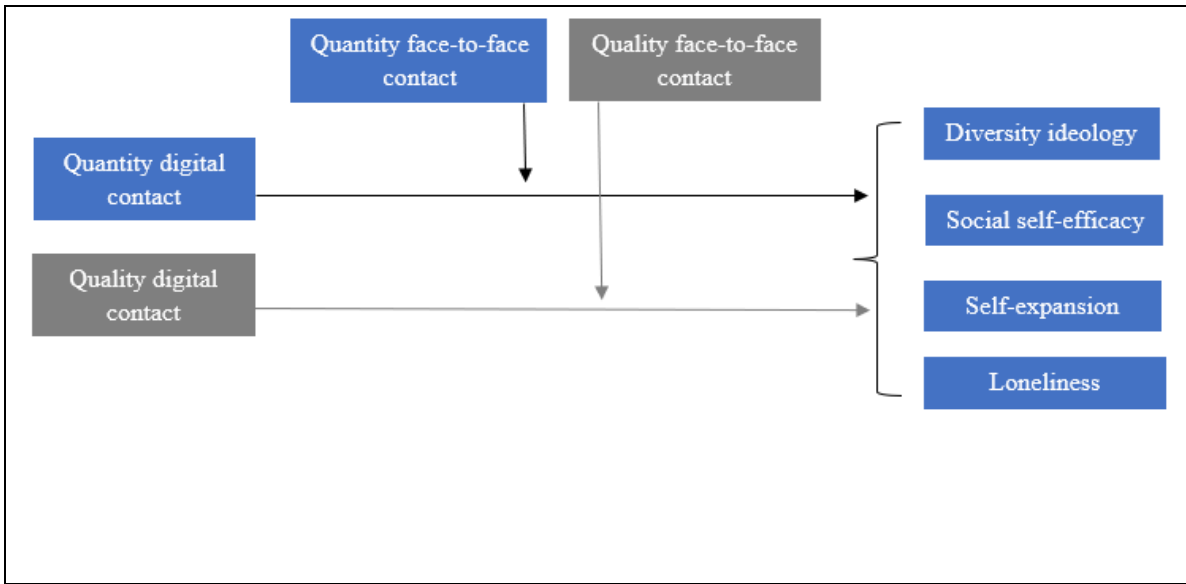 Quantity face-to-face
contact
Quality face-to-face
contact
Quantity digital
contact
Quality digital
contact
Diversity ideology
Social self-efficacy
Self-expansion
Loneliness